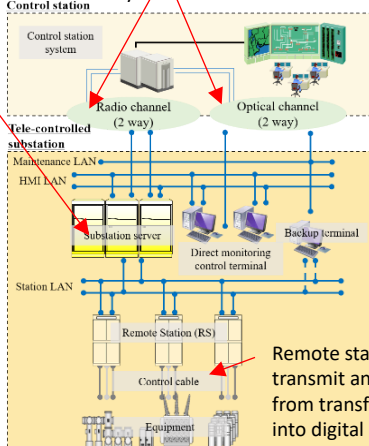 Control station
Control station
system
Radio channel
(2 way)
Optical channel
(2 way)
Tele-controlled
substation
Maintenance LAN
HMI LAN
Substation server
Direct monitoring
control terminal
Backup terminal
Station LAN
Remote Station (RS)
Control cable
Equipment
Remote sta
transmit an
from transf
into digital